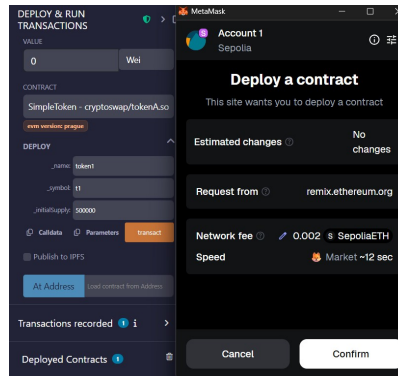 DEPLOY & RUN
TRANSACTIONS
VALUE
0
Wei
CONTRACT
SimpleToken - cryptoswap/tokenA.so
evm version: prague
DEPLOY
_name: token1
_symbol: t1
_initialSupply: 500000
Calldata
Parameters
transact
Publish to IPFS
At Address
Load contract from Address
Transactions recorded 1 i
Deployed Contracts 1
MetaMask
S
Account 1
Sepolia
Deploy a contract
This site wants you to deploy a contract
Estimated changes
No
changes
Request from
remix.ethereum.org
Network fee
0.002 S SepoliaETH
Speed
Market ~12 sec
Cancel
Confirm